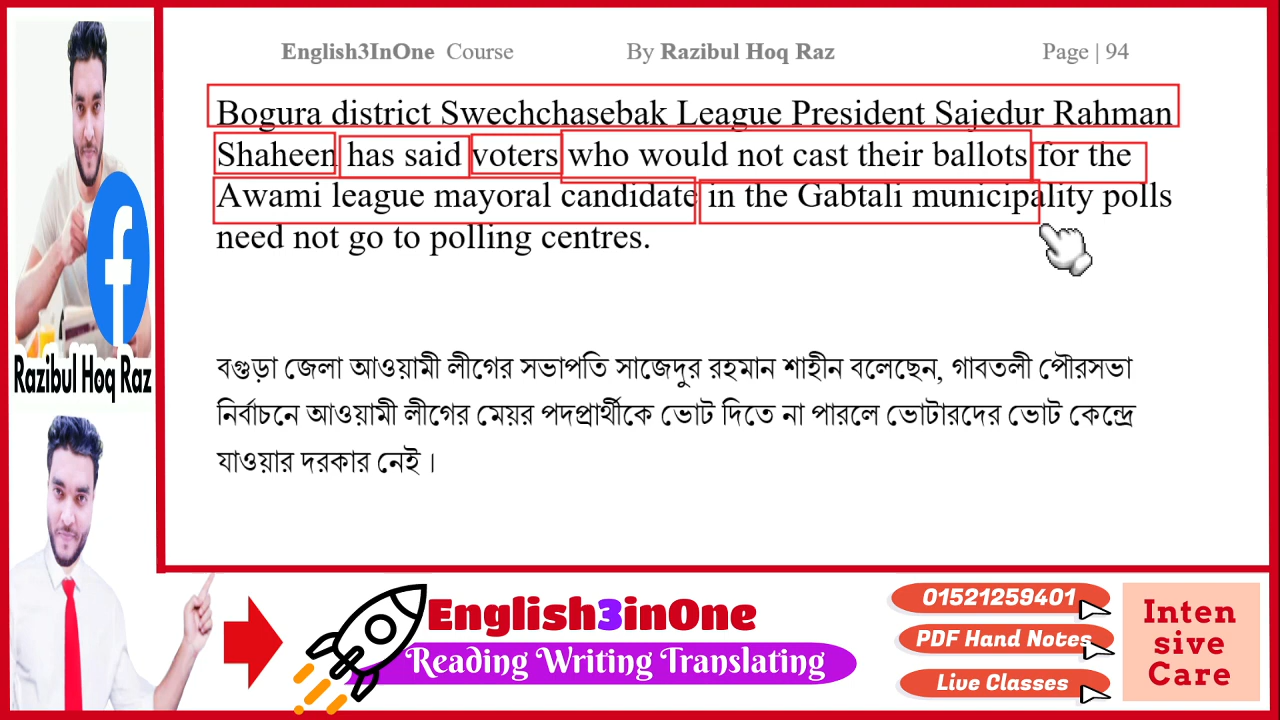 English3InOne Course By Razibul Hoq Raz Page | 94
Bogura district Swechchasebak League President Sajedur Rahman
Shaheen has said voters who would not cast their ballots for the
Awami league mayoral candidate in the Gabtali municipality polls
need not go to polling centres.
বগুড়া জেলা আওয়ামী লীগের সভাপতি সাজেদুর রহমান শাহীন বলেছেন, গাবতলী পৌরসভা
নির্বাচনে আওয়ামী লীগের মেয়র পদপ্রার্থীকে ভোট দিতে না পারলে ভোটারদের ভোট কেন্দ্রে
যাওয়ার দরকার নেই।
f
Razibul Hoq Raz
English3inOne
Reading Writing Translating
01521259401
PDF Hand Notes
Live Classes
Inten
sive
Care